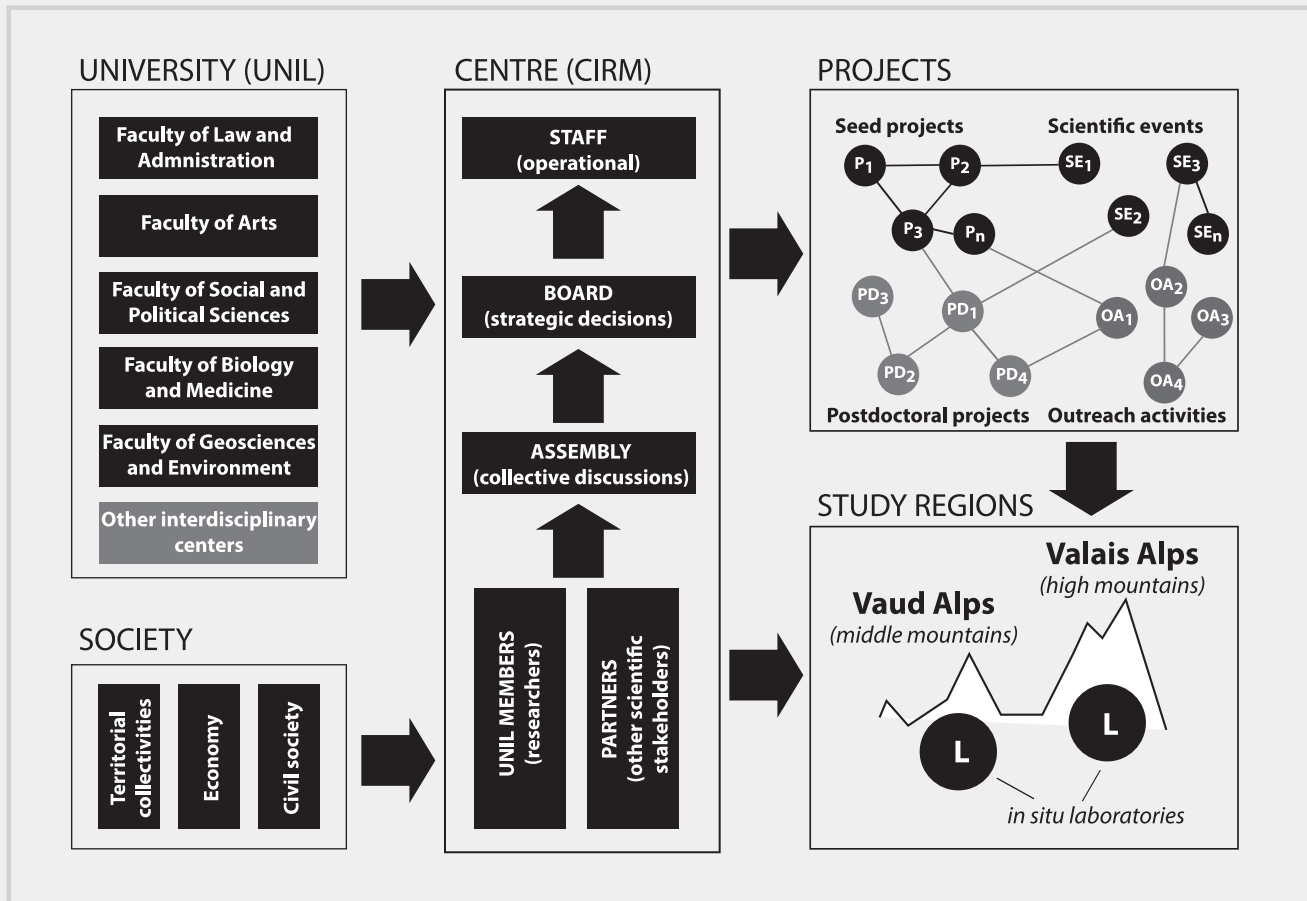 UNIVERSITY (UNIL)
Faculty of Law and
Admnistration
Faculty of Arts
Faculty of Social and
Political Sciences
Faculty of Biology
and Medicine
Faculty of Geosciences
and Environment
Other interdisciplinary
centers
SOCIETY
Territorial
collectivities
Economy
Civil society
CENTRE (CIRM)
STAFF
(operational)
BOARD
(strategic decisions)
ASSEMBLY
(collective discussions)
UNIL MEMBERS
(researchers)
PARTNERS
(other scientific
stakeholders)
PROJECTS
Seed projects
Scientific events
P1
P2
SE1
SE3
SE2
P3
Pn
SEn
PD3
PD1
OA2
OA1
OA3
PD2
PD4
OA4
Postdoctoral projects
Outreach activities
STUDY REGIONS
Valais Alps
(high mountains)
Vaud Alps
(middle mountains)
L
L
in situ laboratories